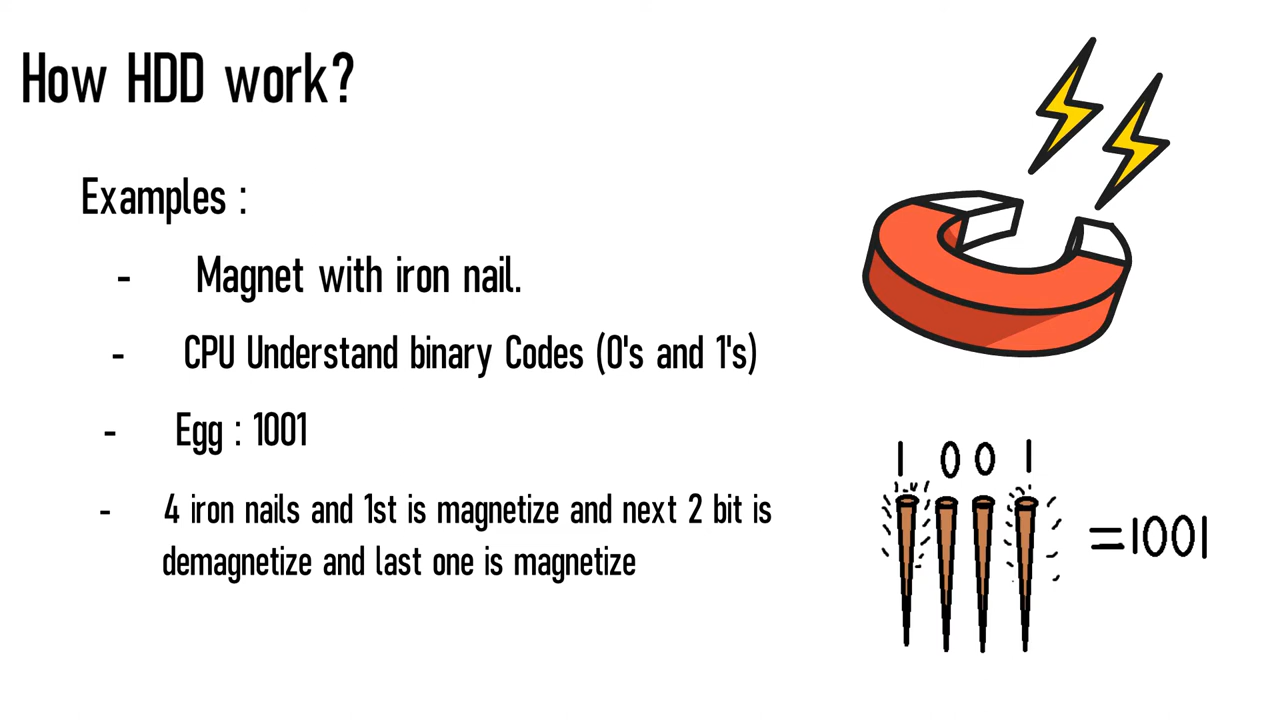 How HDD work?
Examples :
- Magnet with iron nail.
- CPU Understand binary Codes (0's and 1's)
- Egg : 1001
- 4 iron nails and 1st is magnetize and next 2 bit is
demagnetize and last one is magnetize
1 0 0 1
=1001